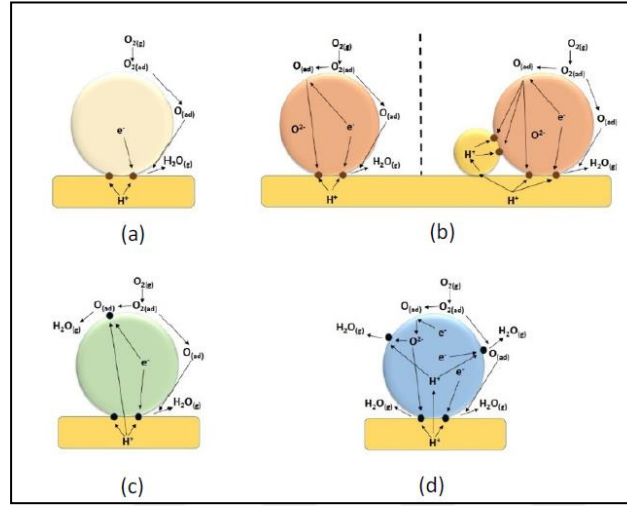 O2(g)
O2(ad)
O(ad)
e-
H2O(g)
H+
(a)
O2(g)
O(ad) O2(ad)
O(ad)
O2-
e-
H2O(g)
H+
O2(g)
O(ad) O2(ad)
O(ad)
e-
O2-
H+
H2O(g)
H+
(b)
O2(g)
O(ad) O2(ad)
H2O(g)
O(ad)
e-
H2O(g)
H+
(c)
O2(g)
O(ad) O2(ad)
H2O(g)
e-
H2O(g)
O2-
e-
O(ad)
H+
e-
H2O(g)
H2O(g)
H+
(d)